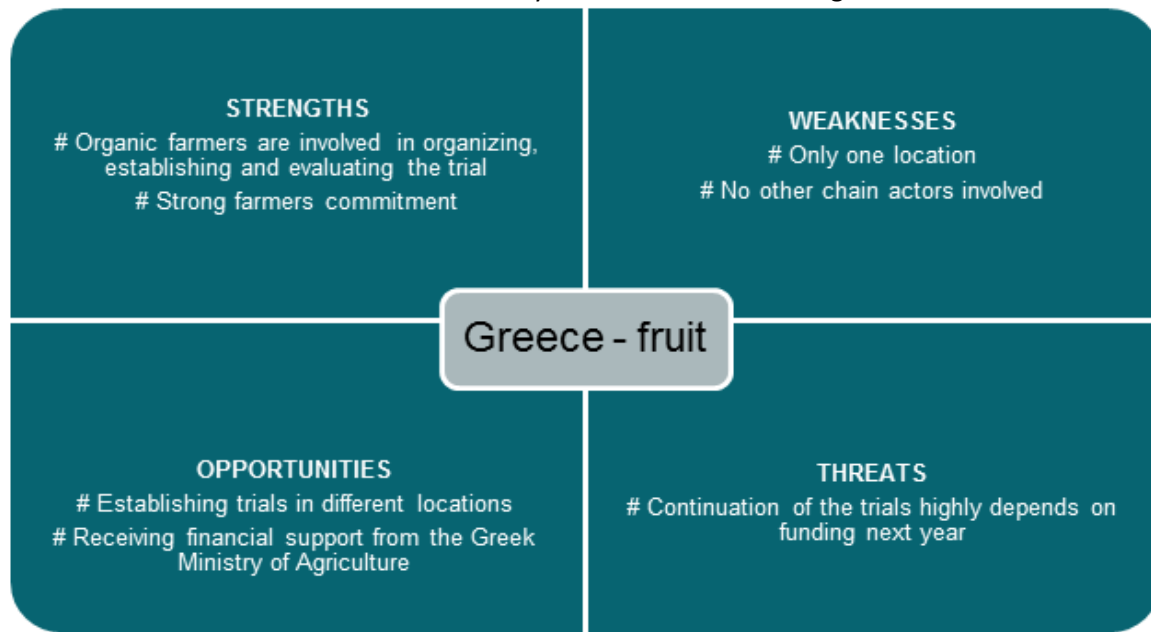 STRENGTHS
# Organic farmers are involved in organizing,
establishing and evaluating the trial
# Strong farmers commitment
WEAKNESSES
# Only one location
# No other chain actors involved
Greece - fruit
OPPORTUNITIES
# Establishing trials in different locations
# Receiving financial support from the Greek
Ministry of Agriculture
THREATS
# Continuation of the trials highly depends on
funding next year